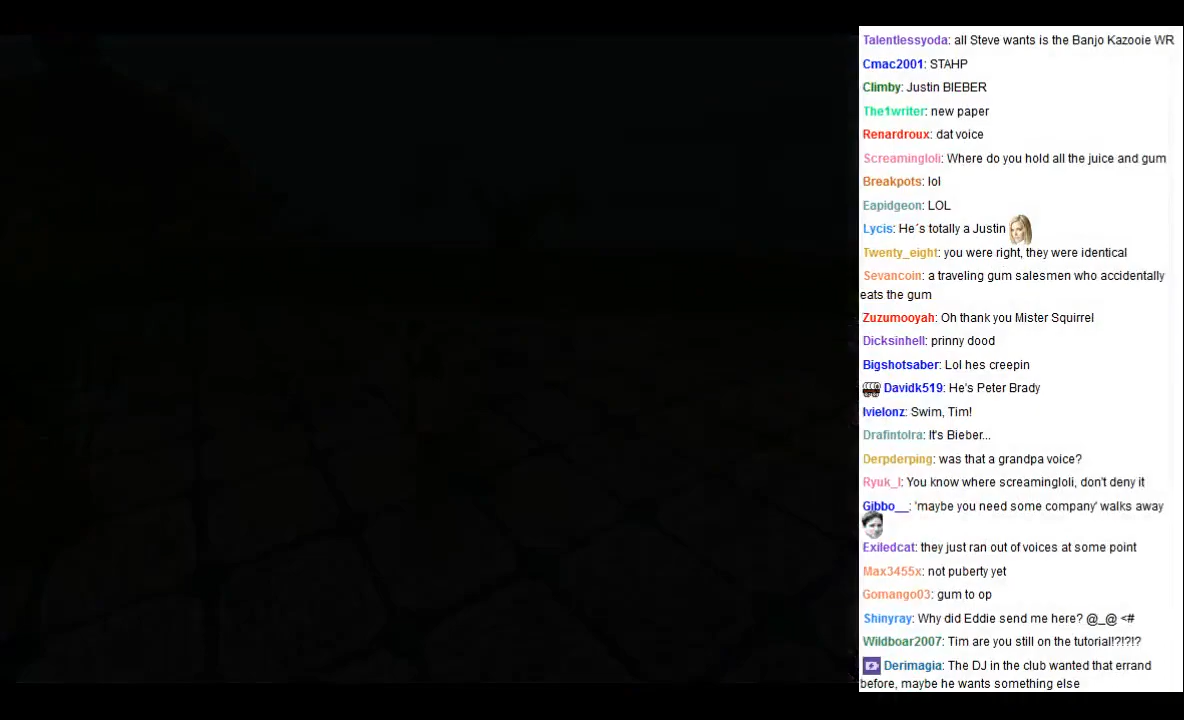 Talentlessyoda: all Steve wants is the Banjo Kazooie WR
Cmac2001: STAHP
Climby: Justin BIEBER
The1writer: new paper
Renardroux: dat voice
Screamingloli: Where do you hold all the juice and gum
Breakpots: lol
Eapidgeon: LOL
Lycis: He´s totally a Justin
Twenty_eight: you were right, they were identical
Sevancoin: a traveling gum salesmen who accidentally
eats the gum
Zuzumooyah: Oh thank you Mister Squirrel
Dicksinhell: prinny dood
Bigshotsaber: Lol hes creepin
Davidk519: He's Peter Brady
Ivielonz: Swim, Tim!
Drafintolra: It's Bieber...
Derpderping: was that a grandpa voice?
Ryuk_l: You know where screamingloli, don't deny it
Gibbo__: 'maybe you need some company' walks away
Exiledcat: they just ran out of voices at some point
Max3455x: not puberty yet
Gomango03: gum to op
Shinyray: Why did Eddie send me here? @_@ <#
Wildboar2007: Tim are you still on the tutorial!?!?!?
Derimagia: The DJ in the club wanted that errand
before, maybe he wants something else